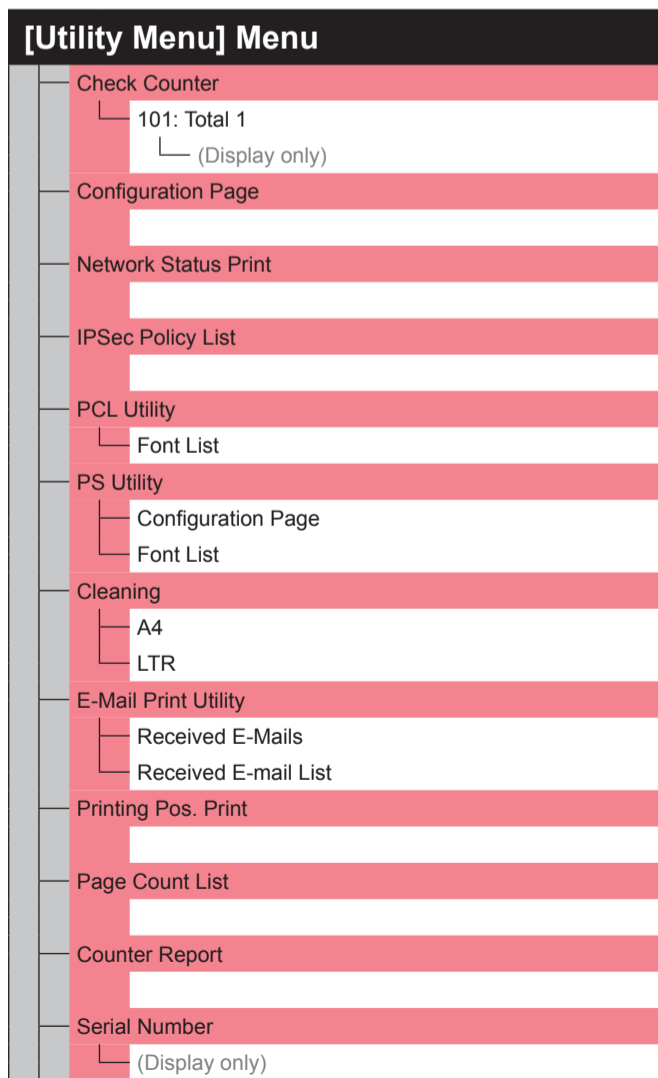 [Utility Menu] Menu
Check Counter
101: Total 1
(Display only)
Configuration Page
Network Status Print
IPSec Policy List
PCL Utility
Font List
PS Utility
Configuration Page
Font List
Cleaning
A4
LTR
E-Mail Print Utility
Received E-Mails
Received E-mail List
Printing Pos. Print
Page Count List
Counter Report
Serial Number
(Display only)